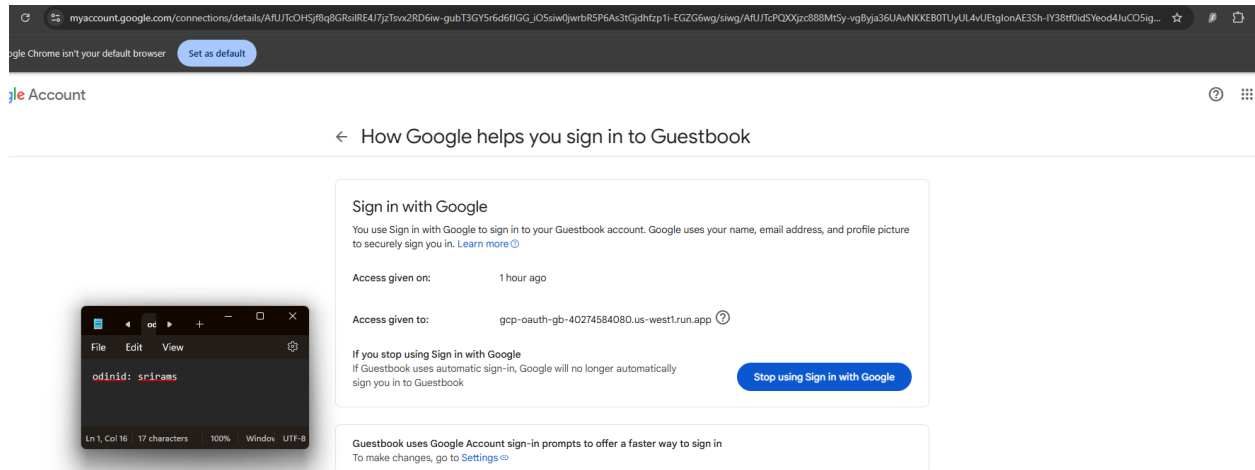 myaccount.google.com/connections/details/AfUJTcOHSjf8q8GRsilRE4J7jzTsvx2RD6iw-gubT3GY5r6d6fJGG_iO5siw0jwrbR5P6As3tGjdhfzp1i-EGZG6wg/siwg/AfUJTcPQXXjzc888MtSy-vgByja36UAvNKKEB0TUyUL4vUEtglonAE3Sh-lY38tf0idSYeod4JuCO5ig...
ogle Chrome isn't your default browser Set as default
gle Account
How Google helps you sign in to Guestbook
Sign in with Google
You use Sign in with Google to sign in to your Guestbook account. Google uses your name, email address, and profile picture
to securely sign you in. Learn more
Access given on: 1 hour ago
Access given to: gcp-oauth-gb-40274584080.us-west1.run.app
If you stop using Sign in with Google
If Guestbook uses automatic sign-in, Google will no longer automatically
sign you in to Guestbook
Stop using Sign in with Google
Guestbook uses Google Account sign-in prompts to offer a faster way to sign in
To make changes, go to Settings
od
File Edit View
odinid: srirams
Ln 1, Col 16 17 characters 100% Window UTF-8